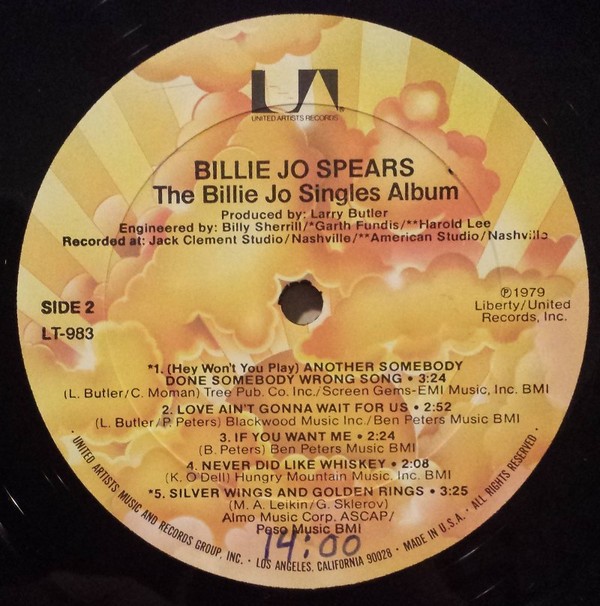 UA
UNITED ARTISTS RECORDS
BILLIE JO SPEARS
The Billie Jo Singles Album
Produced by: Larry Butler
Engineered by: Billy Sherrill/*Garth Fundis/**Harold Lee
Recorded at: Jack Clement Studio/Nashville/**American Studio/Nashville
SIDE 2
LT-983
℗1979
Liberty/United
Records, Inc.
*1. (Hey Won't You Play) ANOTHER SOMEBODY
DONE SOMEBODY WRONG SONG • 3:24
(L. Butler/C. Moman) Tree Pub. Co. Inc./Screen Gems-EMI Music, Inc. BMI
2. LOVE AIN'T GONNA WAIT FOR US • 2:52
(L. Butler/P. Peters) Blackwood Music Inc./Ben Peters Music BMI
3. IF YOU WANT ME • 2:24
(B. Peters) Ben Peters Music BMI
4. NEVER DID LIKE WHISKEY • 2:08
(K. O'Dell) Hungry Mountain Music, Inc. BMI
*5. SILVER WINGS AND GOLDEN RINGS • 3:25
(M. A. Leikin/G. Sklerov)
Almo Music Corp. ASCAP/
Peso Music BMI
14:00
• UNITED ARTISTS MUSIC AND RECORDS GROUP, INC. • LOS ANGELES, CALIFORNIA 90028 • MADE IN U.S.A. • ALL RIGHTS RESERVED •